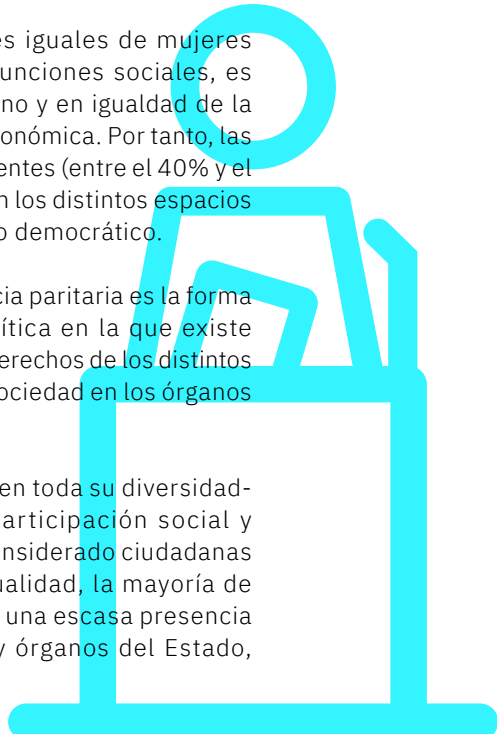 es iguales de mujeres
unciones sociales, es
no y en igualdad de la
onómica. Por tanto, las
entes (entre el 40% y el
n los distintos espacios
o democrático.
cia paritaria es la forma
ítica en la que existe
erechos de los distintos
ociedad en los órganos
en toda su diversidad-
articipación social y
onsiderado ciudadanas
ualidad, la mayoría de
una escasa presencia
y órganos del Estado,